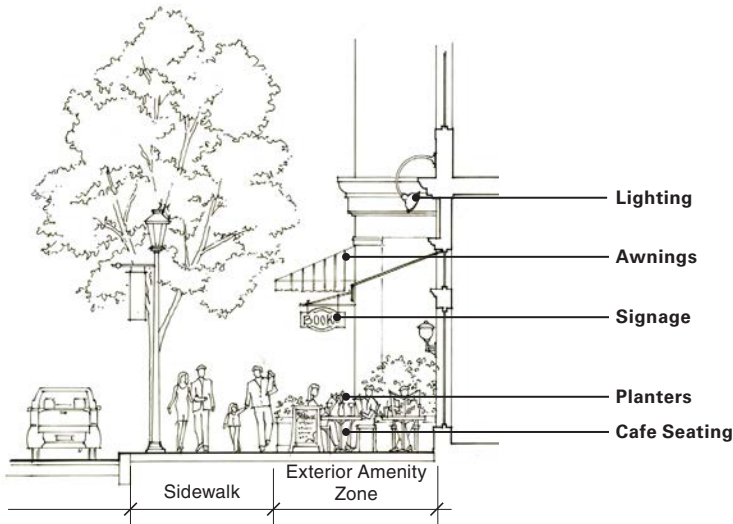 Lighting
Awnings
BOOK
Signage
Planters
Cafe Seating
Sidewalk
Exterior Amenity
Zone